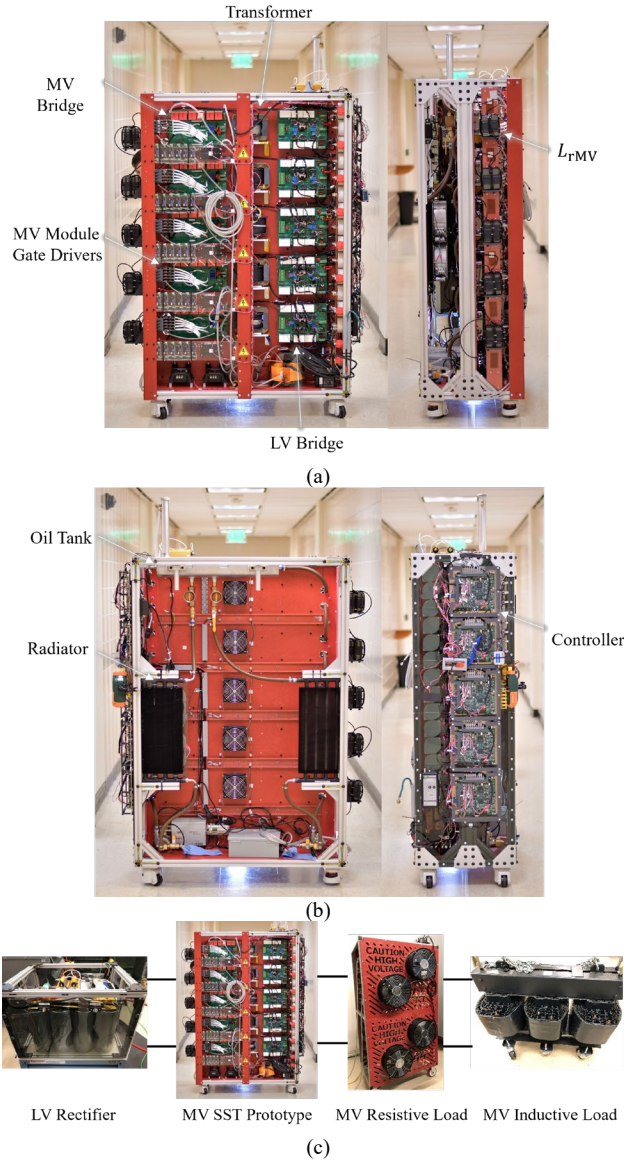 Transformer
MV
Bridge
L_rMV
MV Module
Gate Drivers
LV Bridge
(a)
Oil Tank
Radiator
Controller
(b)
CAUTION
HIGH
VOLTAGE
CAUTION
HIGH
VOLTAGE
LV Rectifier
MV SST Prototype
MV Resistive Load
MV Inductive Load
(c)